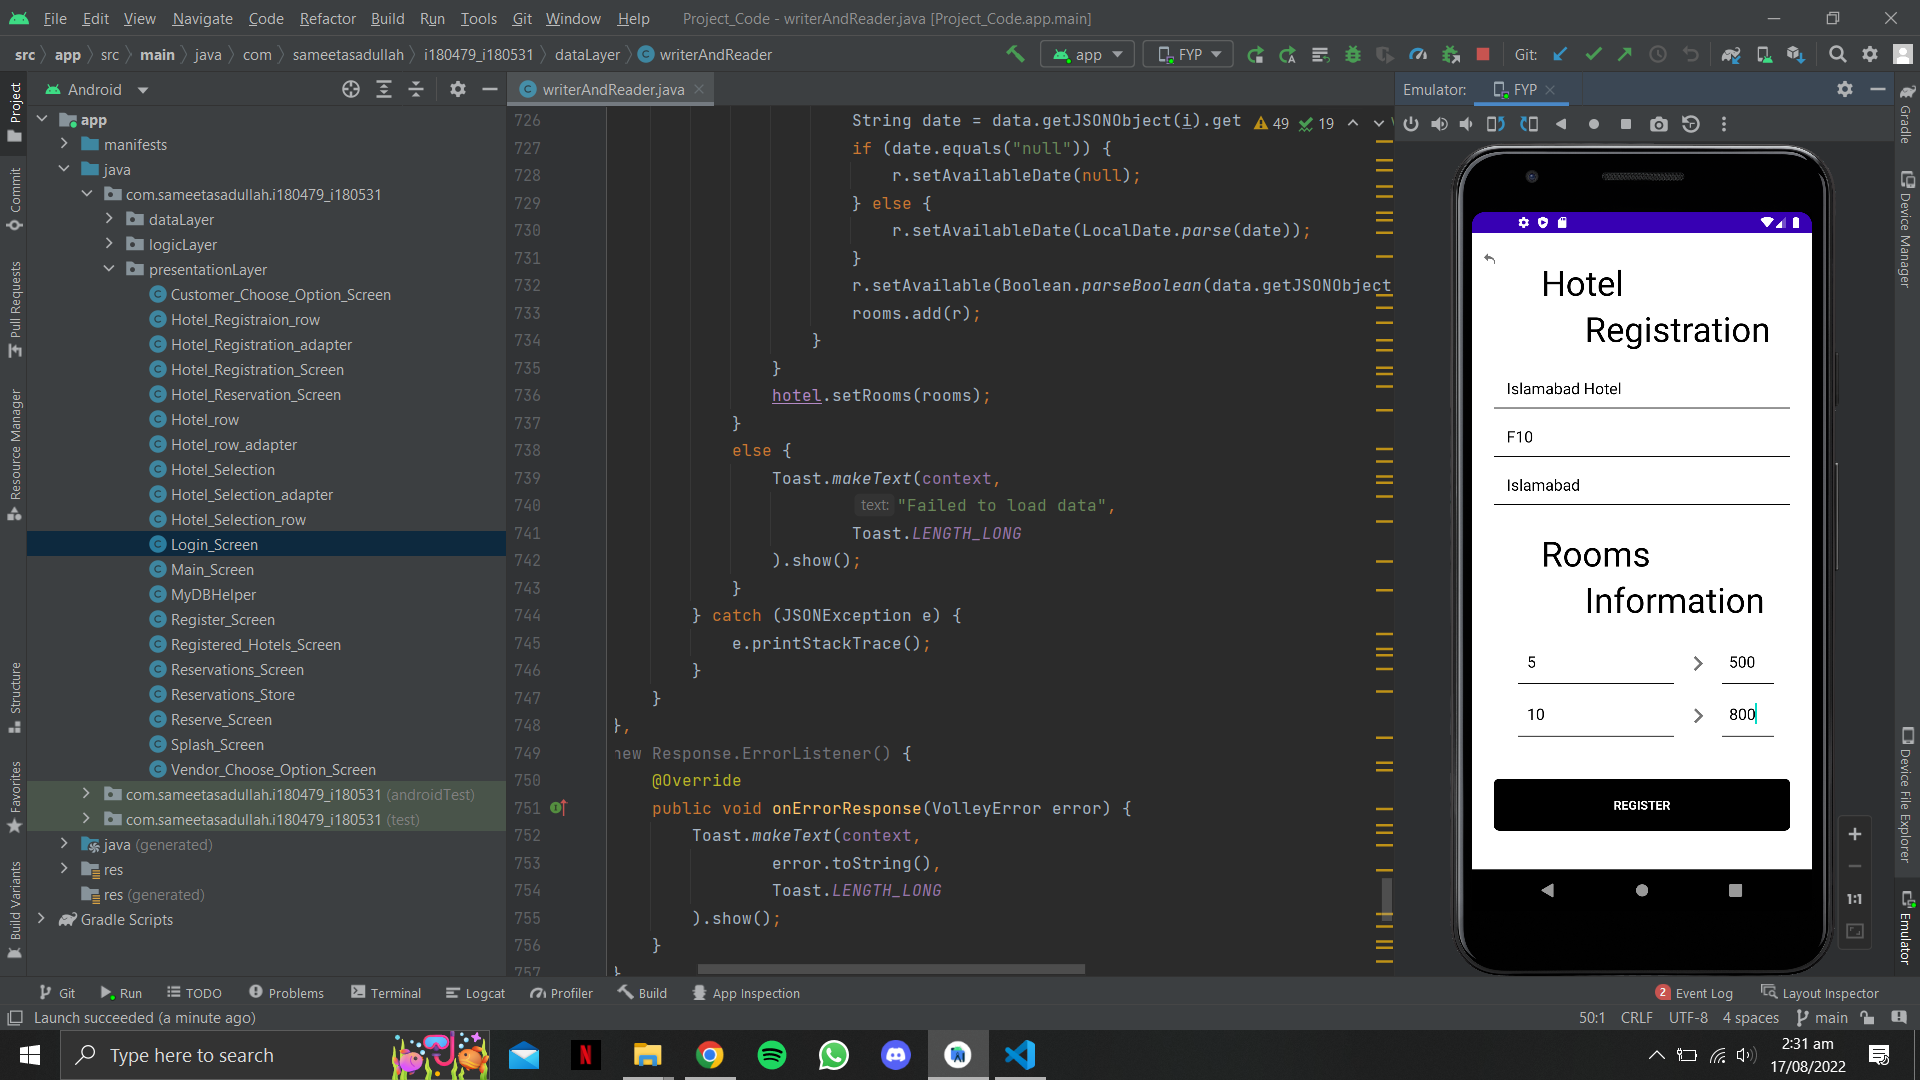 File Edit View Navigate Code Refactor Build Run Tools Git Window Help Project_Code - writerAndReader.java [Project_Code.app.main]
src app src main java com sameetasadullah i180479_i180531 dataLayer writerAndReader app FYP Git:
Android
writerAndReader.java
Emulator: FYP
Project
Commit
Pull Requests
Resource Manager
Structure
Favorites
Build Variants
app
manifests
java
com.sameetasadullah.i180479_i180531
dataLayer
logicLayer
presentationLayer
Customer_Choose_Option_Screen
Hotel_Registraion_row
Hotel_Registration_adapter
Hotel_Registration_Screen
Hotel_Reservation_Screen
Hotel_row
Hotel_row_adapter
Hotel_Selection
Hotel_Selection_adapter
Hotel_Selection_row
Login_Screen
Main_Screen
MyDBHelper
Register_Screen
Registered_Hotels_Screen
Reservations_Screen
Reservations_Store
Reserve_Screen
Splash_Screen
Vendor_Choose_Option_Screen
com.sameetasadullah.i180479_i180531 (androidTest)
com.sameetasadullah.i180479_i180531 (test)
java (generated)
res
res (generated)
Gradle Scripts
726 String date = data.getJSONObject(i).get 49 19
727 if (date.equals("null")) {
728 r.setAvailableDate(null);
729 } else {
730 r.setAvailableDate(LocalDate.parse(date));
731 }
732 r.setAvailable(Boolean.parseBoolean(data.getJSONObject
733 rooms.add(r);
734 }
735 }
736 hotel.setRooms(rooms);
737 }
738 else {
739 Toast.makeText(context,
740 text: "Failed to load data",
741 Toast.LENGTH_LONG
742 ).show();
743 }
744 } catch (JSONException e) {
745 e.printStackTrace();
746 }
747 }
748 },
749 new Response.ErrorListener() {
750 @Override
751 public void onErrorResponse(VolleyError error) {
752 Toast.makeText(context,
753 error.toString(),
754 Toast.LENGTH_LONG
755 ).show();
756 }
757 }
Hotel
Registration
Islamabad Hotel
F10
Islamabad
Rooms
Information
5 500
10 800
REGISTER
1:1
Gradle
Device Manager
Device File Explorer
Emulator
Git Run TODO Problems Terminal Logcat Profiler Build App Inspection 2 Event Log Layout Inspector
Launch succeeded (a minute ago) 50:1 CRLF UTF-8 4 spaces main
Type here to search
2:31 am
17/08/2022